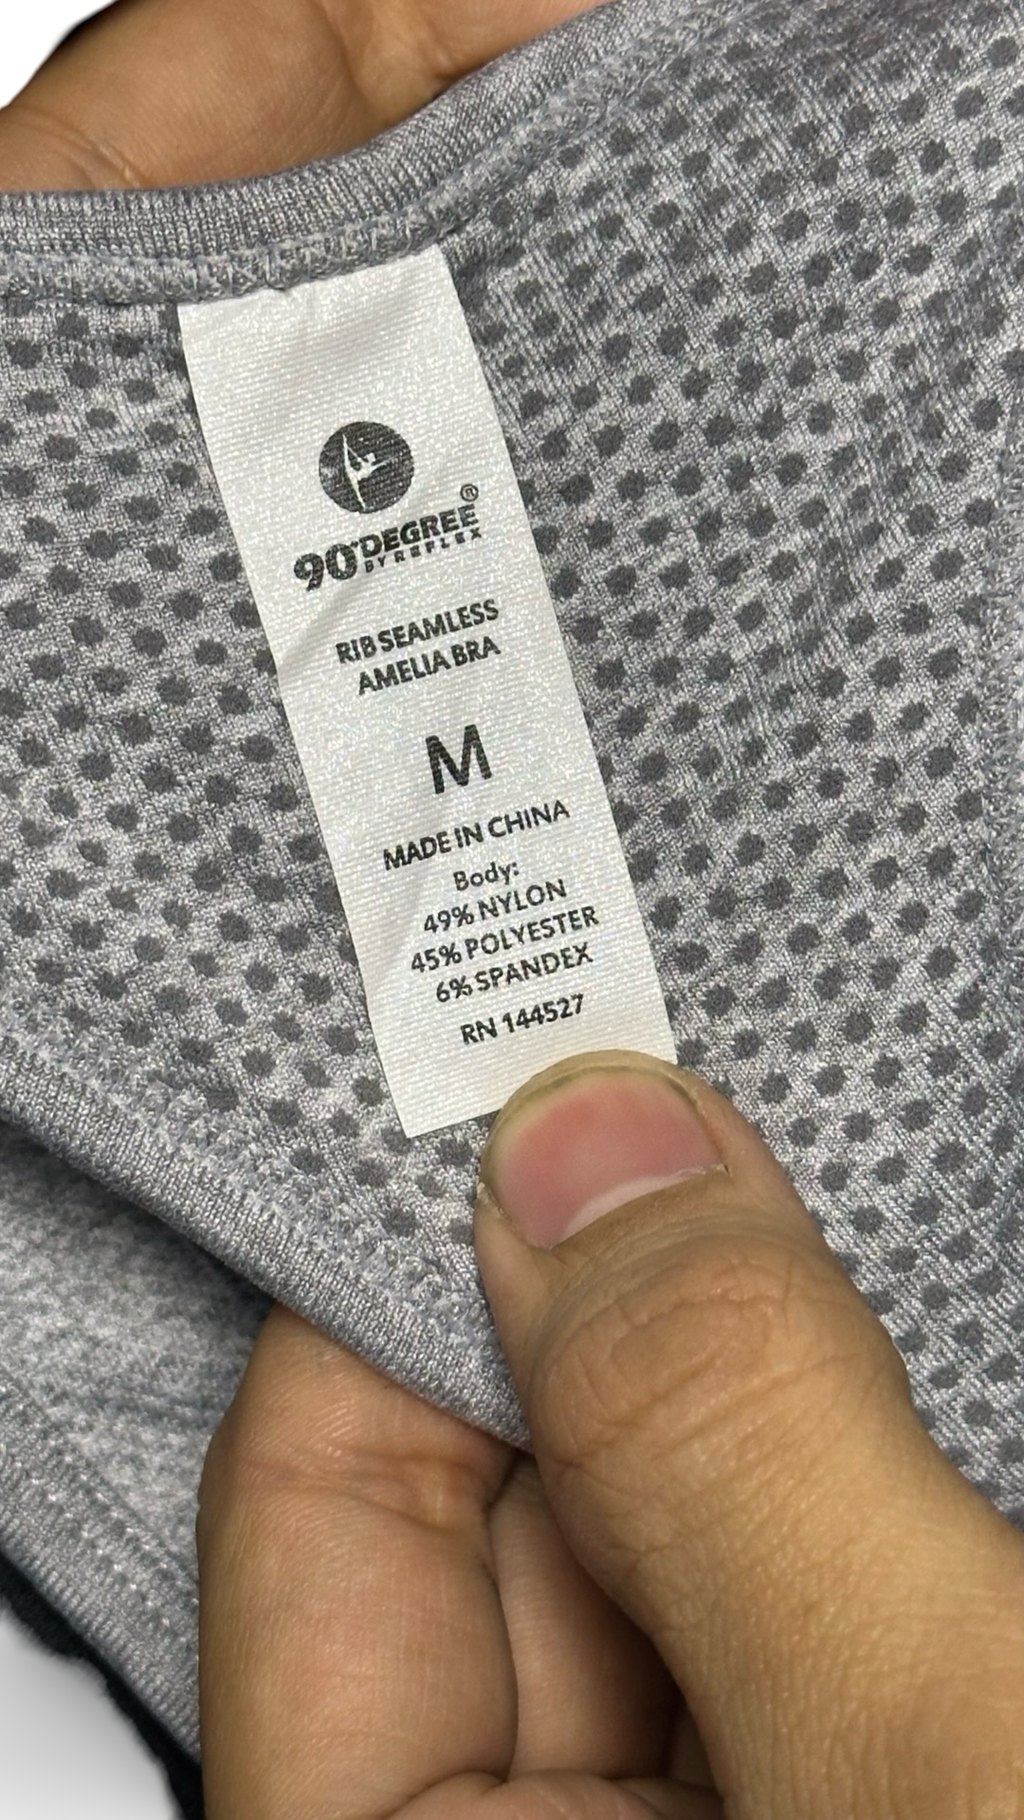 90°DEGREE®
BY REFLEX
RIB SEAMLESS
AMELIA BRA
M
MADE IN CHINA
Body:
49% NYLON
45% POLYESTER
6% SPANDEX
RN 144527